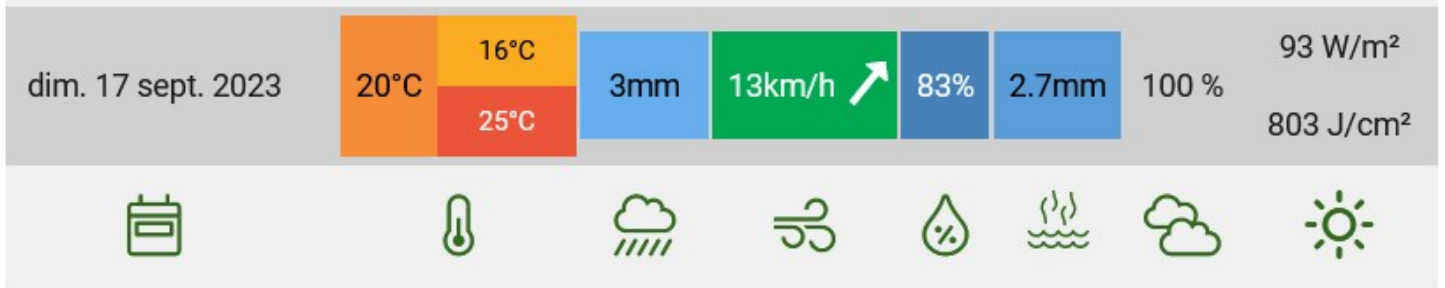 dim. 17 sept. 2023
20°C
16°C
25°C
3mm
13km/h
83%
2.7mm
100 %
93 W/m²
803 J/cm²
%